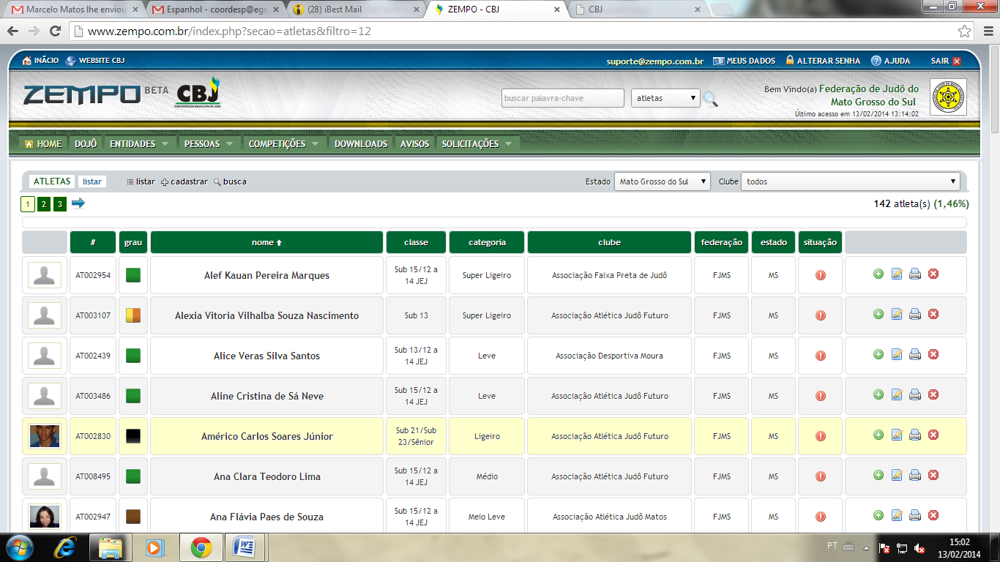 Marcelo Matos lhe enviou
Espanhol - coordesp@ego
(28) iBest Mail
ZEMPO - CBJ
CBJ
www.zempo.com.br/index.php?secao=atletas&filtro=12
INÃCIO
WEBSITE CBJ
suporte@zempo.com.br
MEUS DADOS
ALTERAR SENHA
AJUDA
SAIR
ZEMPO BETA
CBJ
CONFEDERAÇÃO BRASILEIRA DE JUDÔ
buscar palavra-chave
atletas
Bem Vindo(a) Federação de Judô do
Mato Grosso do Sul
Último acesso em 13/02/2014 13:14:02
HOME
DOJÔ
ENTIDADES
PESSOAS
COMPETIÇÕES
DOWNLOADS
AVISOS
SOLICITAÇÕES
ATLETAS
listar
listar
cadastrar
busca
Estado
Mato Grosso do Sul
Clube
todos
1 2 3
142 atleta(s) (1,46%)
# grau nome classe categoria clube federação estado situação
AT002954
Alef Kauan Pereira Marques
Sub 15/12 a
14 JEJ
Super Ligeiro
Associação Faixa Preta de Judô
FJMS
MS
AT003107
Alexia Vitoria Vilhalba Souza Nascimento
Sub 13
Super Ligeiro
Associação Atlética Judô Futuro
FJMS
MS
AT002439
Alice Veras Silva Santos
Sub 13/12 a
14 JEJ
Leve
Associação Desportiva Moura
FJMS
MS
AT003486
Aline Cristina de Sá Neve
Sub 15/12 a
14 JEJ
Leve
Associação Atlética Judô Futuro
FJMS
MS
AT002830
Américo Carlos Soares Júnior
Sub 21/Sub
23/Sênior
Ligeiro
Associação Atlética Judô Futuro
FJMS
MS
AT008495
Ana Clara Teodoro Lima
Sub 15/12 a
14 JEJ
Médio
Associação Atlética Judô Futuro
FJMS
MS
AT002947
Ana Flávia Paes de Souza
Sub 15/12 a
14 JEJ
Meio Leve
Associação Atlética Judô Matos
FJMS
MS
PT
15:02
13/02/2014